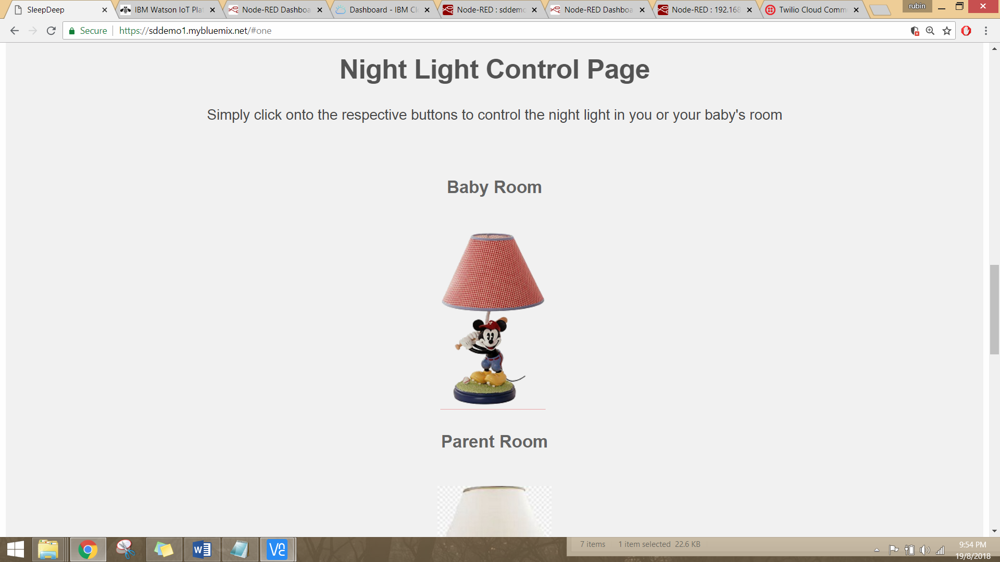 SleepDeep
IBM Watson IoT Pla
Node-RED Dashboa
Dashboard - IBM Cl
Node-RED : sddemo
Node-RED Dashboa
Node-RED : 192.168
Twilio Cloud Comm
rubin
Secure
https://sddemo1.mybluemix.net/#one
Night Light Control Page
Simply click onto the respective buttons to control the night light in you or your baby's room
Baby Room
Parent Room
7 items 1 item selected 22.6 KB
9:54 PM
19/8/2018